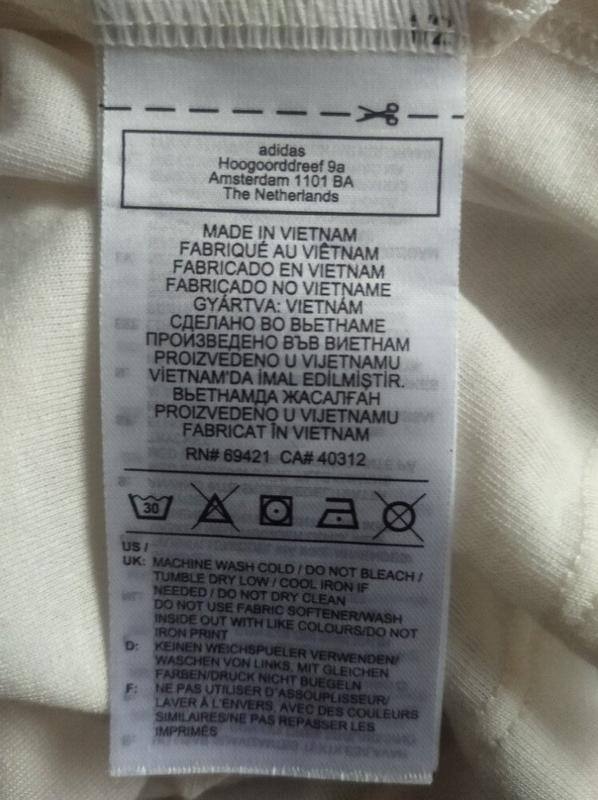 adidas
Hoogoorddreef 9a
Amsterdam 1101 BA
The Netherlands
MADE IN VIETNAM
FABRIQUÉ AU VIÊTNAM
FABRICADO EN VIETNAM
FABRICADO NO VIETNAME
GYÁRTVA: VIETNÁM
СДЕЛАНО ВО ВЬЕТНАМЕ
ПРОИЗВЕДЕНО ВЪВ ВИЕТНАМ
PROIZVEDENO U VIJETNAMU
VİETNAM'DA İMAL EDİLMİŞTİR.
ВЬЕТНАМДА ЖАСАЛҒАН
PROIZVEDENO U VIJETNAMU
FABRICAT ÎN VIETNAM
RN# 69421 CA# 40312
30
US /
UK: MACHINE WASH COLD / DO NOT BLEACH /
TUMBLE DRY LOW / COOL IRON IF
NEEDED / DO NOT DRY CLEAN
DO NOT USE FABRIC SOFTENER/WASH
INSIDE OUT WITH LIKE COLOURS/DO NOT
IRON PRINT
D: KEINEN WEICHSPUELER VERWENDEN/
WASCHEN VON LINKS, MIT GLEICHEN
FARBEN/DRUCK NICHT BUEGELN
F: NE PAS UTILISER D'ASSOUPLISSEUR/
LAVER À L'ENVERS, AVEC DES COULEURS
SIMILAIRES/NE PAS REPASSER LES
IMPRIMÉS